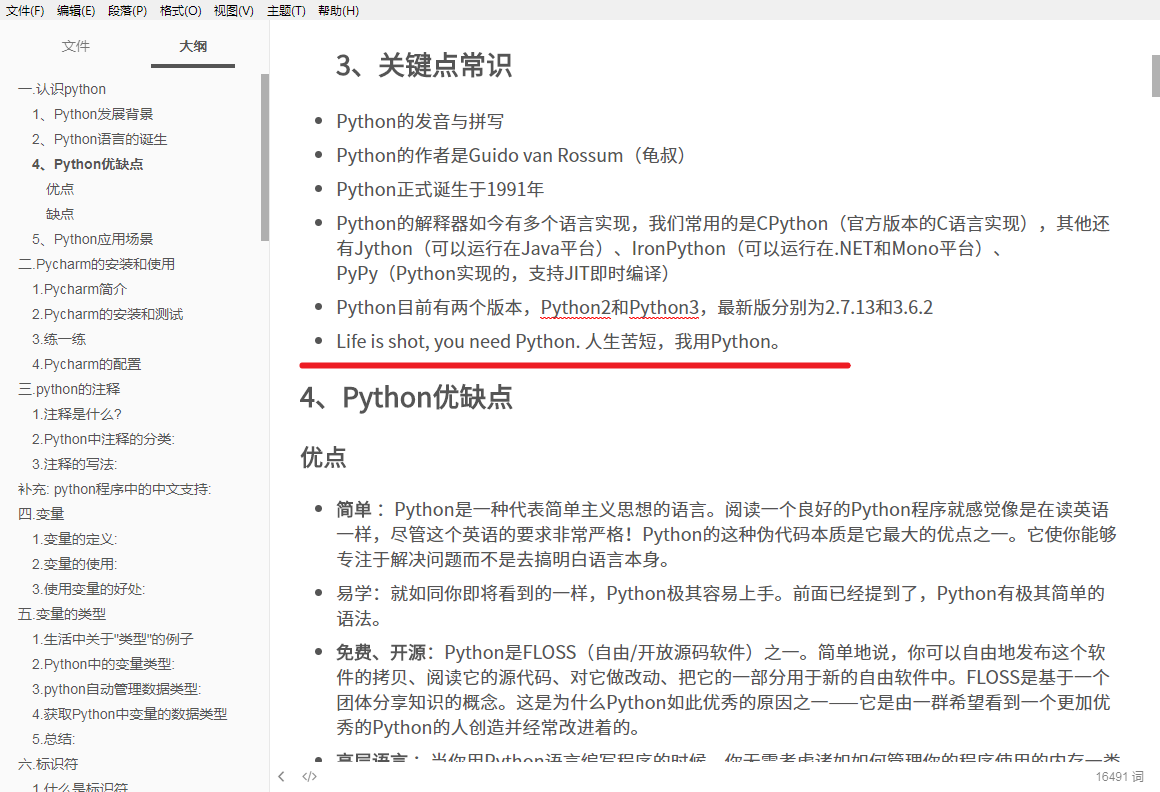 文件(F) 编辑(E) 段落(P) 格式(O) 视图(V) 主题(T) 帮助(H)
文件 大纲
一.认识python
1、Python发展背景
2、Python语言的诞生
4、Python优缺点
优点
缺点
5、Python应用场景
二.Pycharm的安装和使用
1.Pycharm简介
2.Pycharm的安装和测试
3.练一练
4.Pycharm的配置
三.python的注释
1.注释是什么?
2.Python中注释的分类:
3.注释的写法:
补充: python程序中的中文支持:
四.变量
1.变量的定义:
2.变量的使用:
3.使用变量的好处:
五.变量的类型
1.生活中关于"类型"的例子
2.Python中的变量类型:
3.python自动管理数据类型:
4.获取Python中变量的数据类型
5.总结:
六.标识符
1.什么是标识符
3、关键点常识
Python的发音与拼写
Python的作者是Guido van Rossum（龟叔）
Python正式诞生于1991年
Python的解释器如今有多个语言实现，我们常用的是CPython（官方版本的C语言实现），其他还
有Jython（可以运行在Java平台）、IronPython（可以运行在.NET和Mono平台）、
PyPy（Python实现的，支持JIT即时编译）
Python目前有两个版本，Python2和Python3，最新版分别为2.7.13和3.6.2
Life is shot, you need Python. 人生苦短，我用Python。
4、Python优缺点
优点
简单 ：Python是一种代表简单主义思想的语言。阅读一个良好的Python程序就感觉像是在读英语
一样，尽管这个英语的要求非常严格！Python的这种伪代码本质是它最大的优点之一。它使你能够
专注于解决问题而不是去搞明白语言本身。
易学：就如同你即将看到的一样，Python极其容易上手。前面已经提到了，Python有极其简单的
语法。
免费、开源：Python是FLOSS（自由/开放源码软件）之一。简单地说，你可以自由地发布这个软
件的拷贝、阅读它的源代码、对它做改动、把它的一部分用于新的自由软件中。FLOSS是基于一个
团体分享知识的概念。这是为什么Python如此优秀的原因之一——它是由一群希望看到一个更加优
秀的Python的人创造并经常改进着的。
高层语言 ：当你用Python语言编写程序的时候，你无需考虑诸如如何管理你的程序使用的内存一类
</> 16491 词